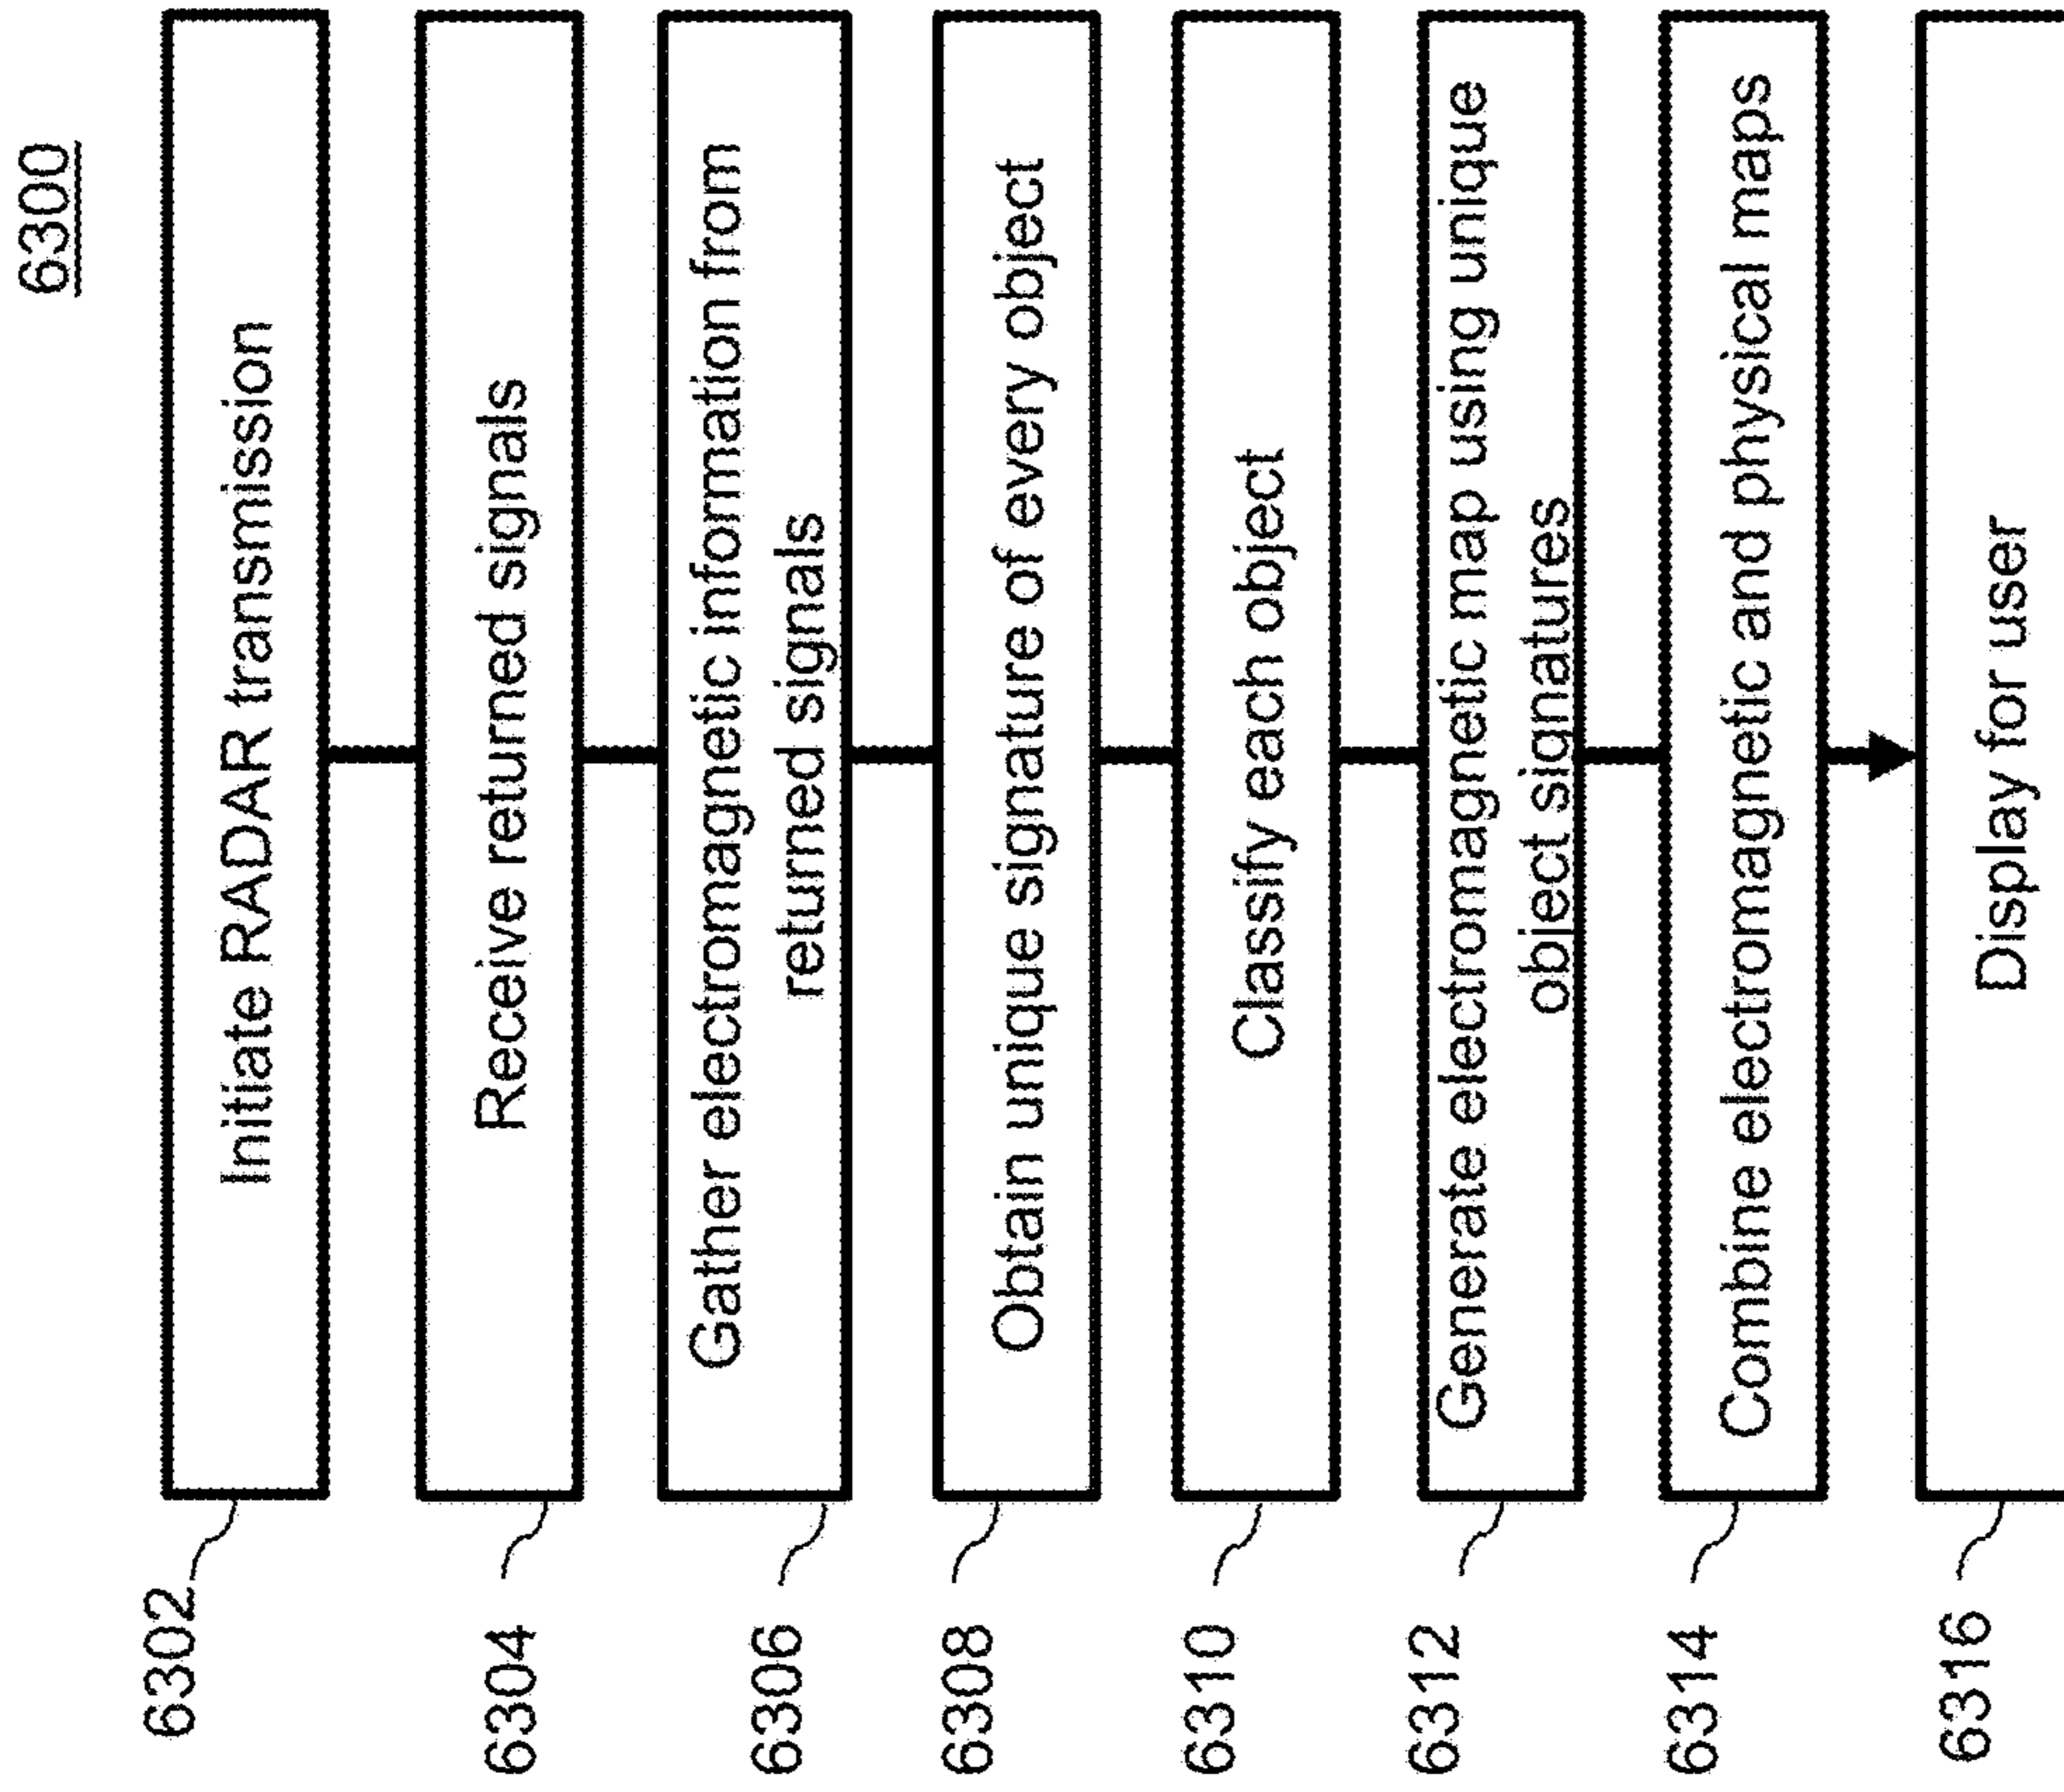 6300
6302
Initiate RADAR transmission
6304
Receive returned signals
6306
Gather electromagnetic information from
returned signals
6308
Obtain unique signature of every object
6310
Classify each object
6312
Generate electromagnetic map using unique
object signatures
6314
Combine electromagnetic and physical maps
6316
Display for user